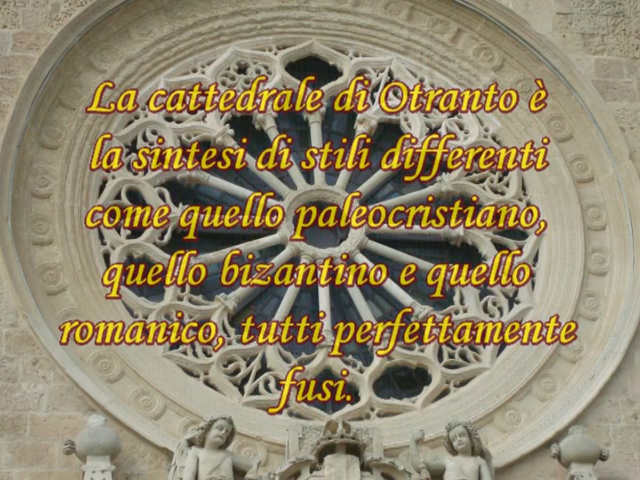 La cattedrale di Otranto è
la sintesi di stili differenti
come quello paleocristiano,
quello bizantino e quello
romanico, tutti perfettamente
fusi.